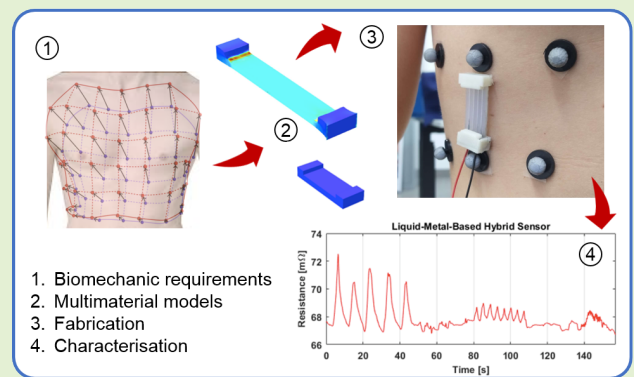 1
2
3
1. Biomechanic requirements
2. Multimaterial models
3. Fabrication
4. Characterisation
Liquid-Metal-Based Hybrid Sensor
4
Resistance [mΩ]
74
72
70
68
66
0 20 40 60 80 100 120 140
Time [s]